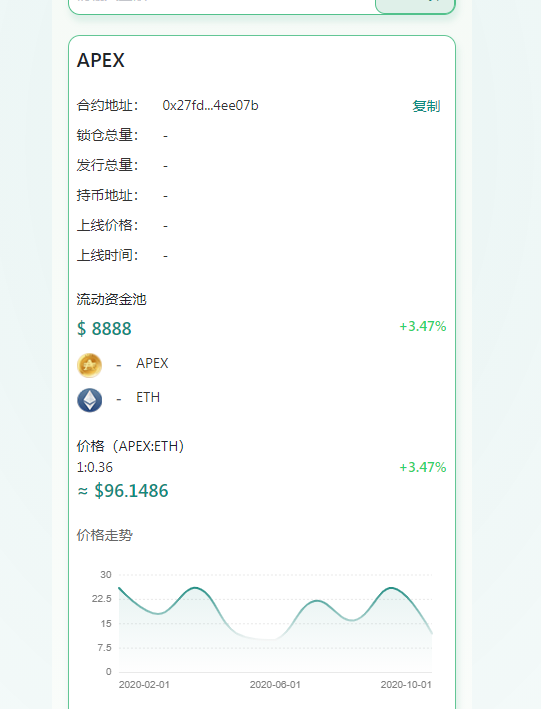 APEX
合约地址： 0x27fd...4ee07b 复制
锁仓总量： -
发行总量： -
持币地址： -
上线价格： -
上线时间： -
流动资金池
$ 8888 +3.47%
- APEX
- ETH
价格（APEX:ETH）
1:0.36 +3.47%
≈ $96.1486
价格走势
30
22.5
15
7.5
0
2020-02-01 2020-06-01 2020-10-01